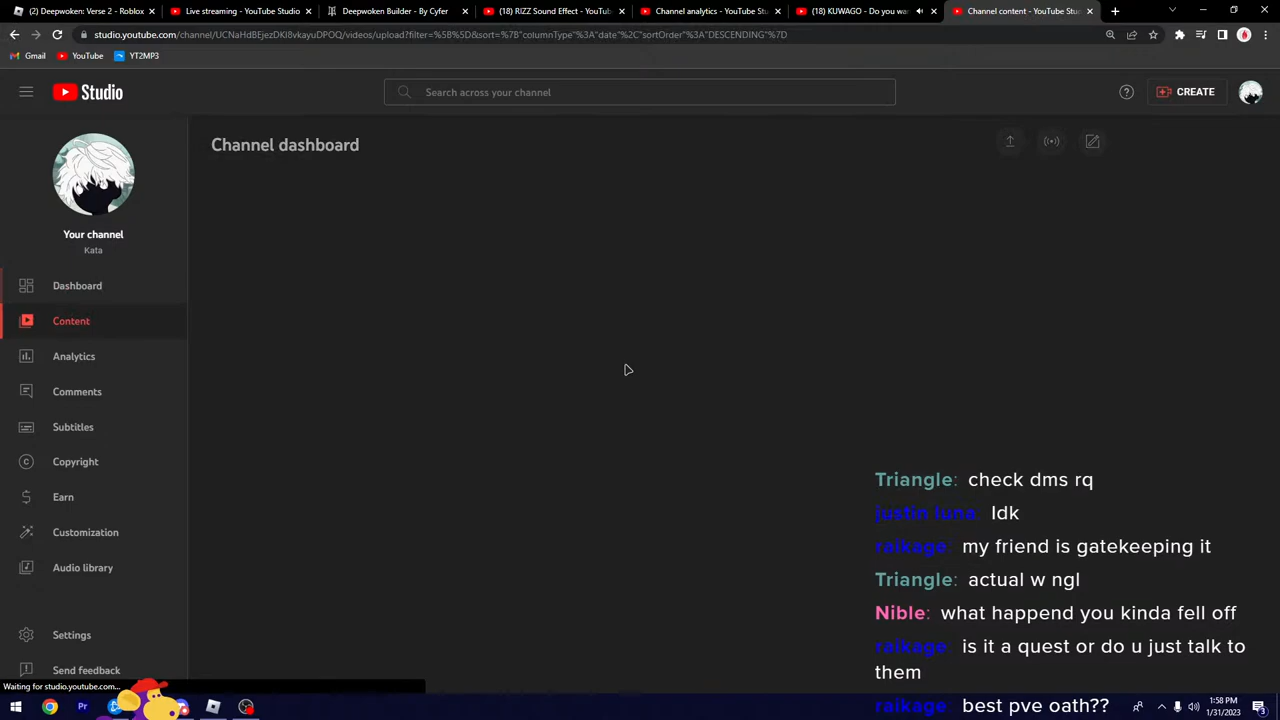 (2) Deepwoken: Verse 2 - Roblox
Live streaming - YouTube Studio
Deepwoken Builder - By Cyfer
(18) RIZZ Sound Effect - YouTube
Channel analytics - YouTube Stu
(18) KUWAGO - Do you wa
Channel content - YouTube Stu
studio.youtube.com/channel/UCNaHdBEjezDKI8vkayuDPOQ/videos/upload?filter=%5B%5D&sort=%7B"columnType"%3A"date"%2C"sortOrder"%3A"DESCENDING"%7D
Gmail YouTube YT2MP3
Studio
Search across your channel
CREATE
Channel dashboard
Your channel
Kata
Dashboard
Content
Analytics
Comments
Subtitles
Copyright
Earn
Customization
Audio library
Settings
Send feedback
Waiting for studio.youtube.com...
Triangle: check dms rq
justin luna: Idk
raikage: my friend is gatekeeping it
Triangle: actual w ngl
Nible: what happend you kinda fell off
raikage: is it a quest or do u just talk to
them
raikage: best pve oath??
Pr
1:58 PM
1/31/2023